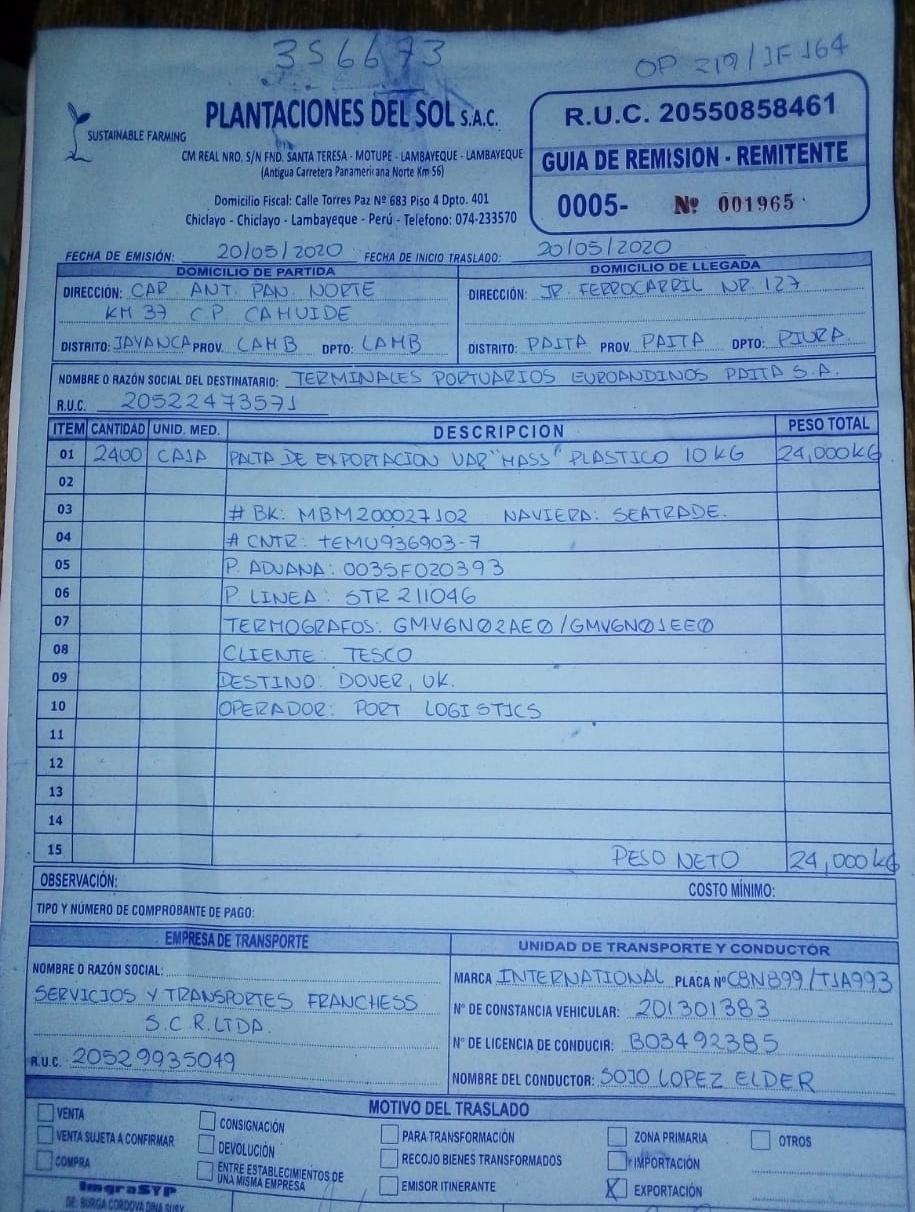 356673
OP 219/JF164
SUSTAINABLE FARMING
PLANTACIONES DEL SOL S.A.C.
CM REAL NRO. S/N FND. SANTA TERESA - MOTUPE - LAMBAYEQUE - LAMBAYEQUE
(Antigua Carretera Panamericana Norte Km 56)
Domicilio Fiscal: Calle Torres Paz Nº 683 Piso 4 Dpto. 401
Chiclayo - Chiclayo - Lambayeque - Perú - Teléfono: 074-233570
R.U.C. 20550858461
GUIA DE REMISION - REMITENTE
0005- Nº 001965
FECHA DE EMISIÓN: 20/05/2020 FECHA DE INICIO TRASLADO: 20/05/2020
DOMICILIO DE PARTIDA
DIRECCIÓN: CAR. ANT. PAN. NORTE
KM 37 C.P. CAHUIDE
DISTRITO: JAYANCA PROV. LAMB DPTO: LAMB
DOMICILIO DE LLEGADA
DIRECCIÓN: JR. FERROCARRIL NR. 127
DISTRITO: PAITA PROV. PAITA DPTO: PIURA
NOMBRE O RAZÓN SOCIAL DEL DESTINATARIO: TERMINALES PORTUARIOS EUROANDINOS PAITA S.A.
R.U.C. 20522473571
ITEM CANTIDAD UNID. MED. DESCRIPCION PESO TOTAL
01 2400 CAJA PALTA DE EXPORTACION VAR "HASS" PLASTICO 10 KG 24,000KG
02
03 # BK: MBM200027102 NAVIERA: SEATRADE.
04 # CNTR: TEMU936903-7
05 P. ADUANA: 0035F020393
06 P. LINEA: STR 211046
07 TERMOGRAFOS: GMV6N02AE0/GMV6N01EE0
08 CLIENTE: TESCO
09 DESTINO: DOVER, UK.
10 OPERADOR: PORT LOGISTICS
11
12
13
14
15 PESO NETO 24,000KG
OBSERVACIÓN:
COSTO MÍNIMO:
TIPO Y NÚMERO DE COMPROBANTE DE PAGO:
EMPRESA DE TRANSPORTE
NOMBRE O RAZÓN SOCIAL:
SERVICIOS Y TRANSPORTES FRANCHESS
S.C.R.LTDA.
R.U.C. 20529935049
UNIDAD DE TRANSPORTE Y CONDUCTOR
MARCA INTERNATIONAL PLACA Nº C8N899/TJA993
Nº DE CONSTANCIA VEHICULAR: 201301383
Nº DE LICENCIA DE CONDUCIR: B03492385
NOMBRE DEL CONDUCTOR: SOJO LOPEZ ELDER
MOTIVO DEL TRASLADO
VENTA
VENTA SUJETA A CONFIRMAR
COMPRA
CONSIGNACIÓN
DEVOLUCIÓN
ENTRE ESTABLECIMIENTOS DE
UNA MISMA EMPRESA
PARA TRANSFORMACIÓN
RECOJO BIENES TRANSFORMADOS
EMISOR ITINERANTE
ZONA PRIMARIA
IMPORTACIÓN
X EXPORTACIÓN
OTROS
ImgraSYP
DE: BURGA CORDOVA DINA SUSY